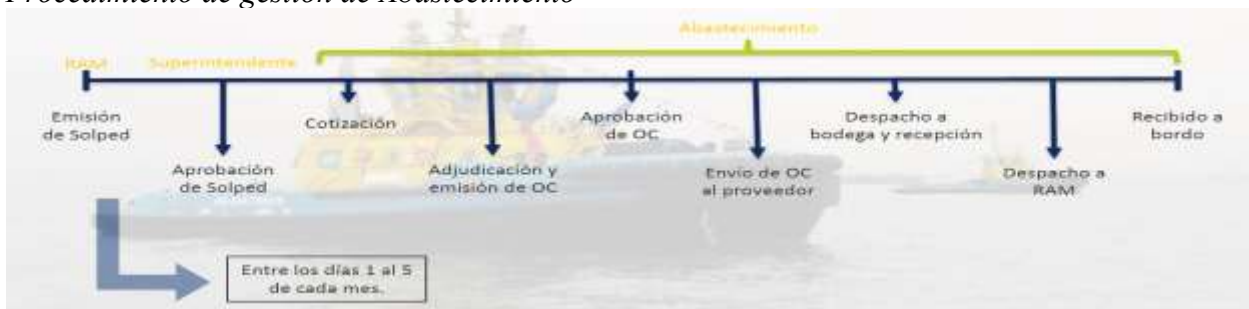 Procedimiento de gestión de Abastecimiento
Abastecimiento
RAM
Superintendente
Emisión
de Solped
Aprobación
de Solped
Cotización
Adjudicación y
emisión de OC
Aprobación
de OC
Envío de OC
al proveedor
Despacho a
bodega y recepción
Despacho a
RAM
Recibido a
bordo
Entre los días 1 al 5
de cada mes.